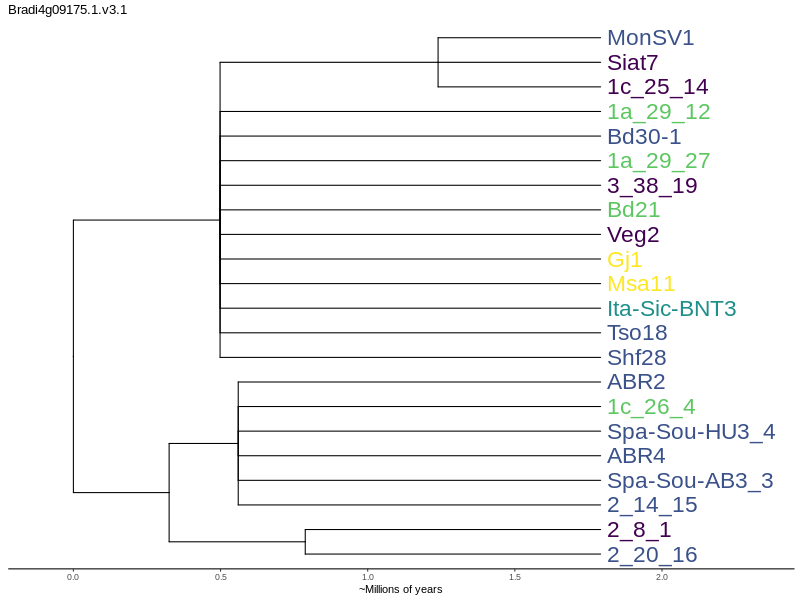 Bradi4g09175.1.v3.1
MonSV1
Siat7
1c_25_14
1a_29_12
Bd30-1
1a_29_27
3_38_19
Bd21
Veg2
Gj1
Msa11
Ita-Sic-BNT3
Tso18
Shf28
ABR2
1c_26_4
Spa-Sou-HU3_4
ABR4
Spa-Sou-AB3_3
2_14_15
2_8_1
2_20_16
0.0 0.5 1.0 1.5 2.0
~Millions of years